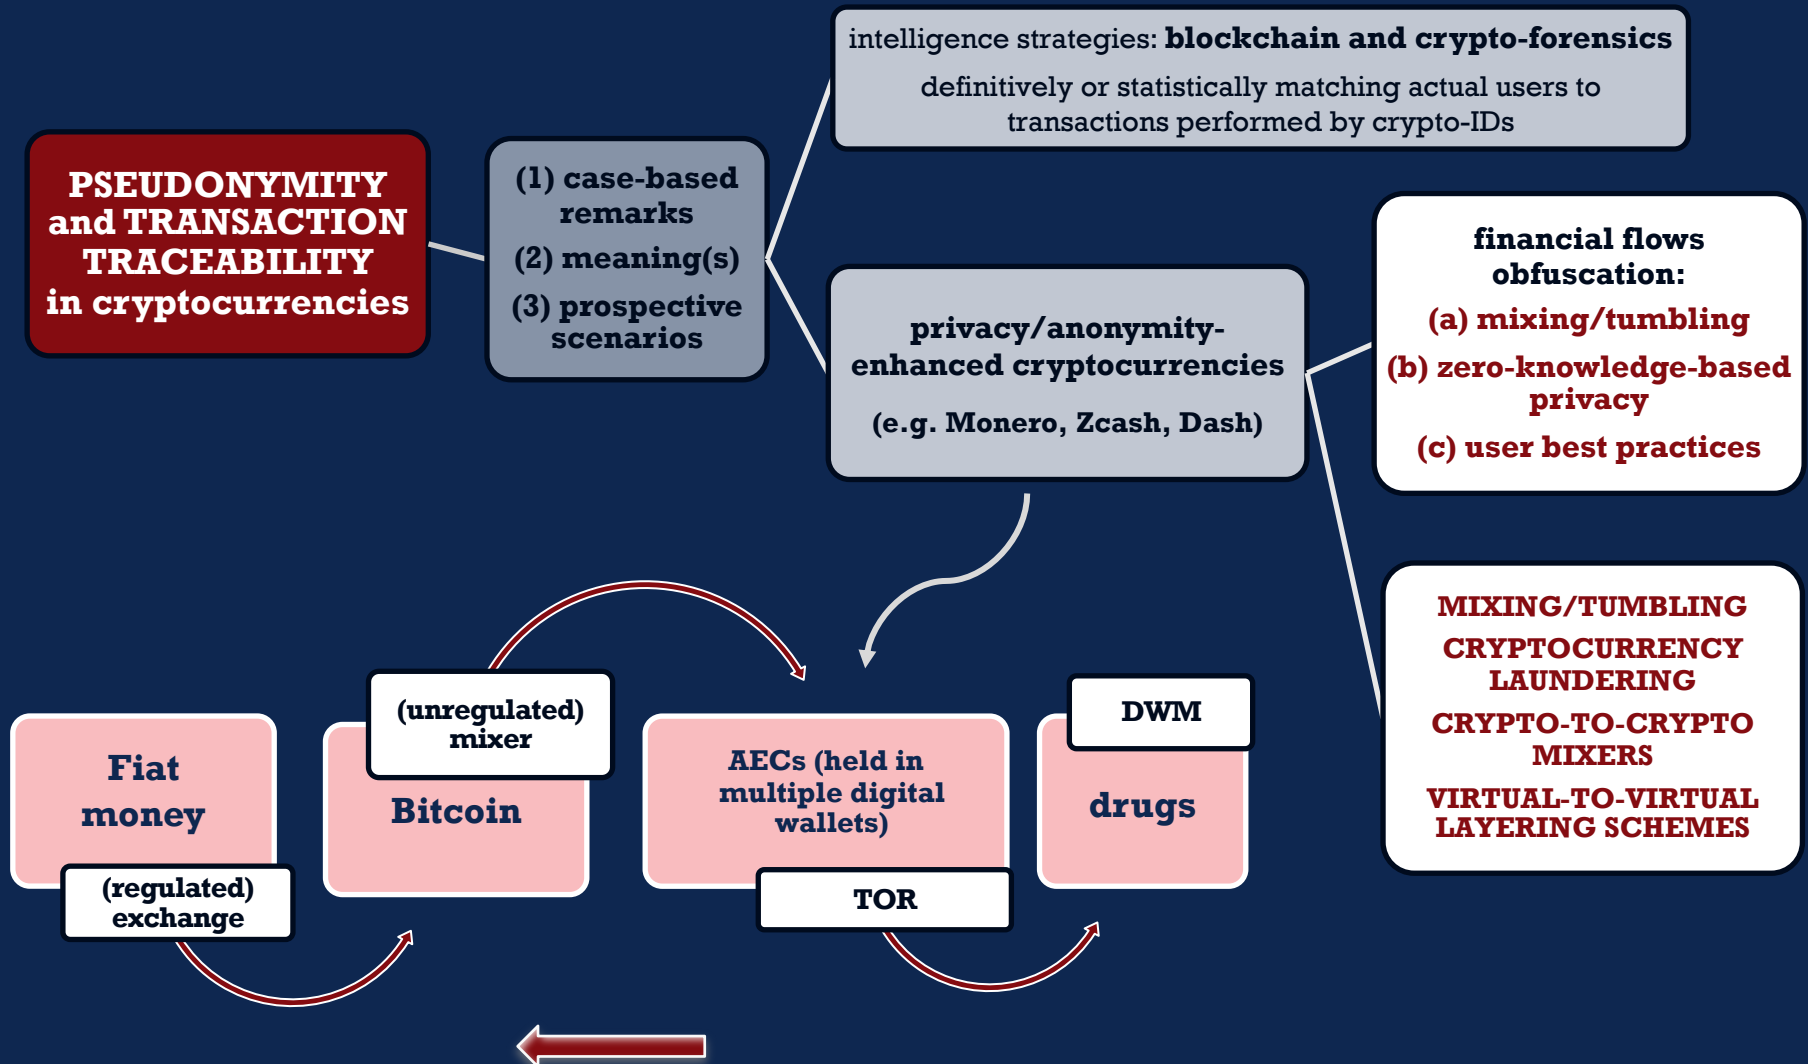 PSEUDONYMITY
and TRANSACTION
TRACEABILITY
in cryptocurrencies
(1) case-based
remarks
(2) meaning(s)
(3) prospective
scenarios
intelligence strategies: blockchain and crypto-forensics
definitively or statistically matching actual users to
transactions performed by crypto-IDs
privacy/anonymity-
enhanced cryptocurrencies
(e.g. Monero, Zcash, Dash)
financial flows
obfuscation:
(a) mixing/tumbling
(b) zero-knowledge-based
privacy
(c) user best practices
MIXING/TUMBLING
CRYPTOCURRENCY
LAUNDERING
CRYPTO-TO-CRYPTO
MIXERS
VIRTUAL-TO-VIRTUAL
LAYERING SCHEMES
Fiat
money
(regulated)
exchange
(unregulated)
mixer
Bitcoin
AECs (held in
multiple digital
wallets)
TOR
DWM
drugs